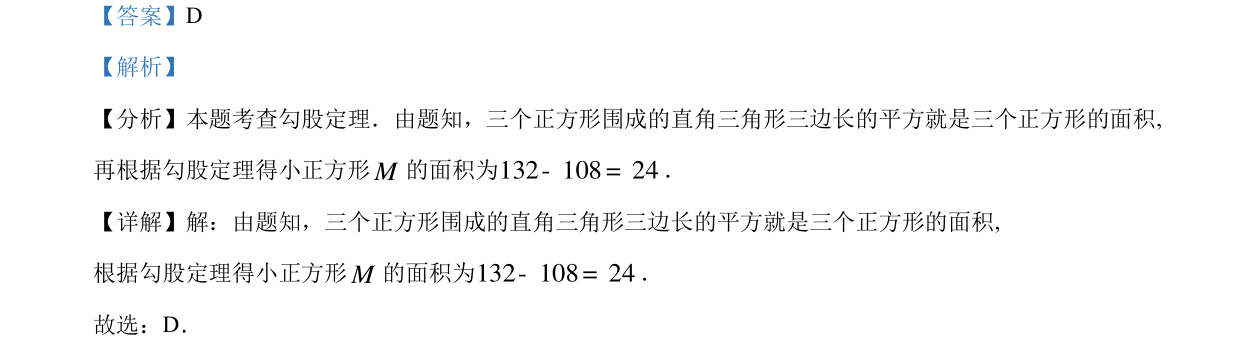 【答案】D
【解析】
【分析】本题考查勾股定理．由题知，三个正方形围成的直角三角形三边长的平方就是三个正方形的面积，
再根据勾股定理得小正方形M的面积为132- 108= 24．
【详解】解：由题知，三个正方形围成的直角三角形三边长的平方就是三个正方形的面积，
根据勾股定理得小正方形M的面积为132- 108= 24．
故选：D．